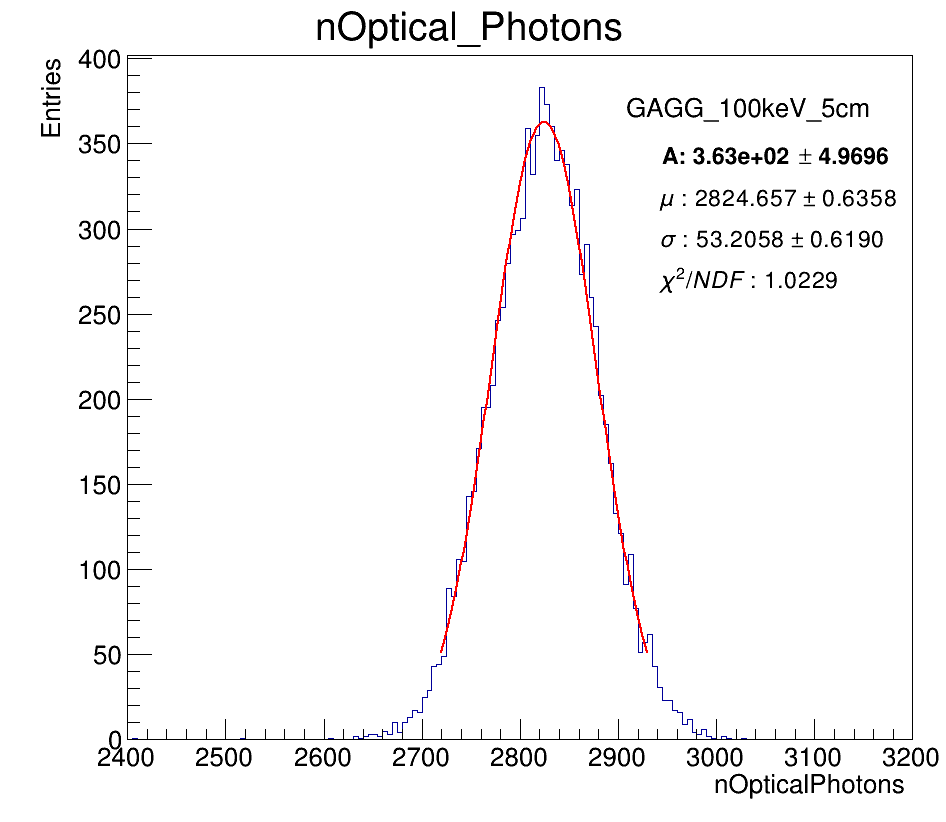 nOptical_Photons
Entries
400
350
300
250
200
150
100
50
0
GAGG_100keV_5cm
A: 3.63e+02 ± 4.9696
μ : 2824.657 ± 0.6358
σ : 53.2058 ± 0.6190
χ²/NDF : 1.0229
2400 2500 2600 2700 2800 2900 3000 3100 3200
nOpticalPhotons